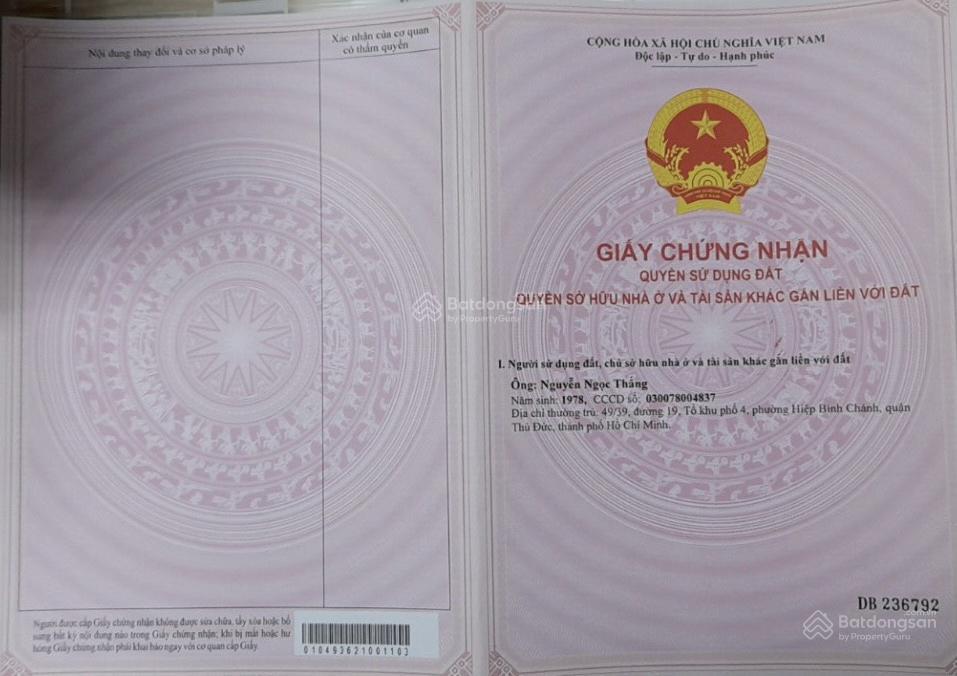 Nội dung thay đổi và cơ sở pháp lý
Xác nhận của cơ quan
có thẩm quyền
Người được cấp Giấy chứng nhận không được sửa chữa, tẩy xóa hoặc bổ
sung bất kỳ nội dung nào trong Giấy chứng nhận; khi bị mất hoặc hư
hỏng Giấy chứng nhận phải khai báo ngay với cơ quan cấp Giấy.
010493621001103
CỘNG HÒA XÃ HỘI CHỦ NGHĨA VIỆT NAM
Độc lập - Tự do - Hạnh phúc
VIỆT NAM
GIẤY CHỨNG NHẬN
QUYỀN SỬ DỤNG ĐẤT
QUYỀN SỞ HỮU NHÀ Ở VÀ TÀI SẢN KHÁC GẮN LIỀN VỚI ĐẤT
Batdongsan
by PropertyGuru
I. Người sử dụng đất, chủ sở hữu nhà ở và tài sản khác gắn liền với đất
Ông: Nguyễn Ngọc Thắng
Năm sinh: 1978, CCCD số: 030078004837
Địa chỉ thường trú: 49/39, đường 19, Tổ khu phố 4, phường Hiệp Bình Chánh, quận
Thủ Đức, thành phố Hồ Chí Minh.
DB 236792
Batdongsan
by PropertyGuru